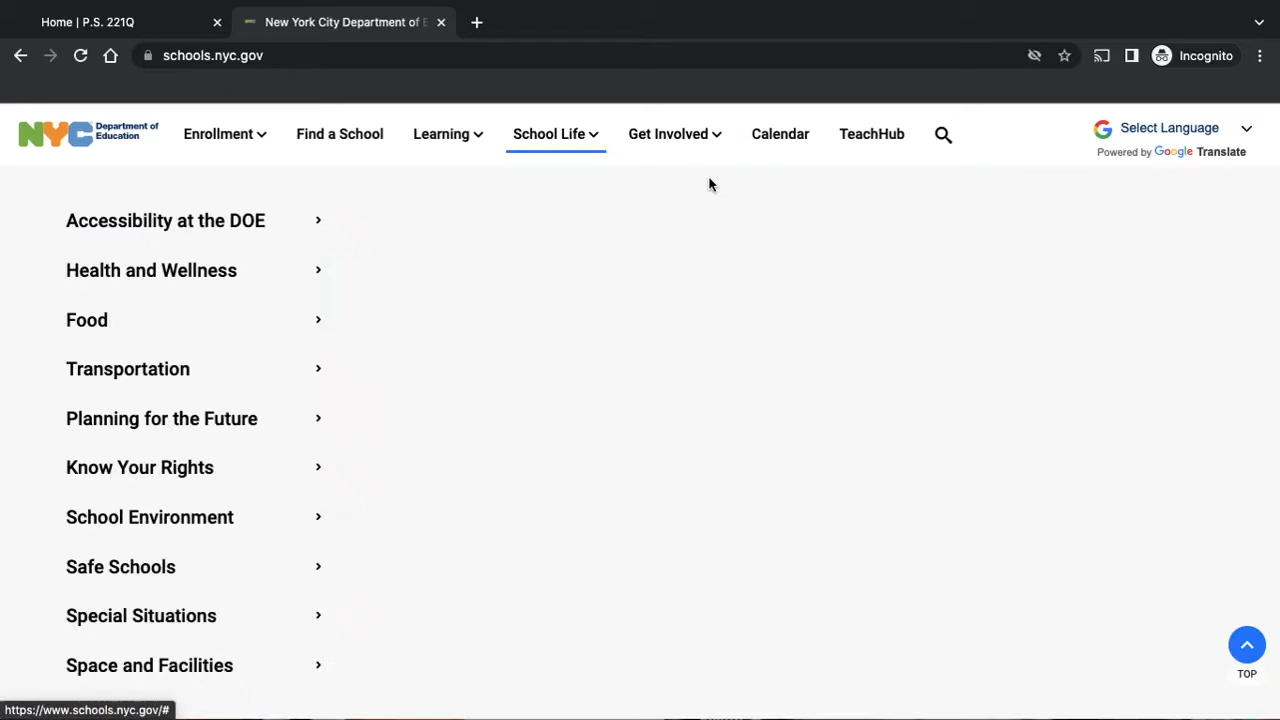 Home | P.S. 221Q
New York City Department of E
schools.nyc.gov
Incognito
NYC Department of Education
Enrollment
Find a School
Learning
School Life
Get Involved
Calendar
TeachHub
Select Language
Powered by Google Translate
Accessibility at the DOE
Health and Wellness
Food
Transportation
Planning for the Future
Know Your Rights
School Environment
Safe Schools
Special Situations
Space and Facilities
TOP
https://www.schools.nyc.gov/#